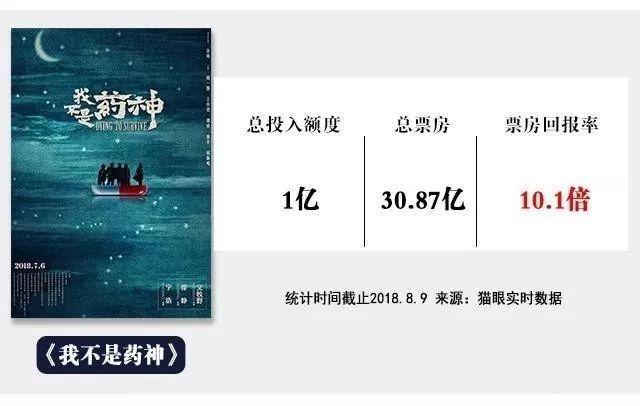 我不是药神
DYING TO SURVIVE
2018.7.6
文牧野
徐峥
宁浩
《我不是药神》
总投入额度
总票房
票房回报率
1亿
30.87亿
10.1倍
统计时间截止2018.8.9 来源：猫眼实时数据